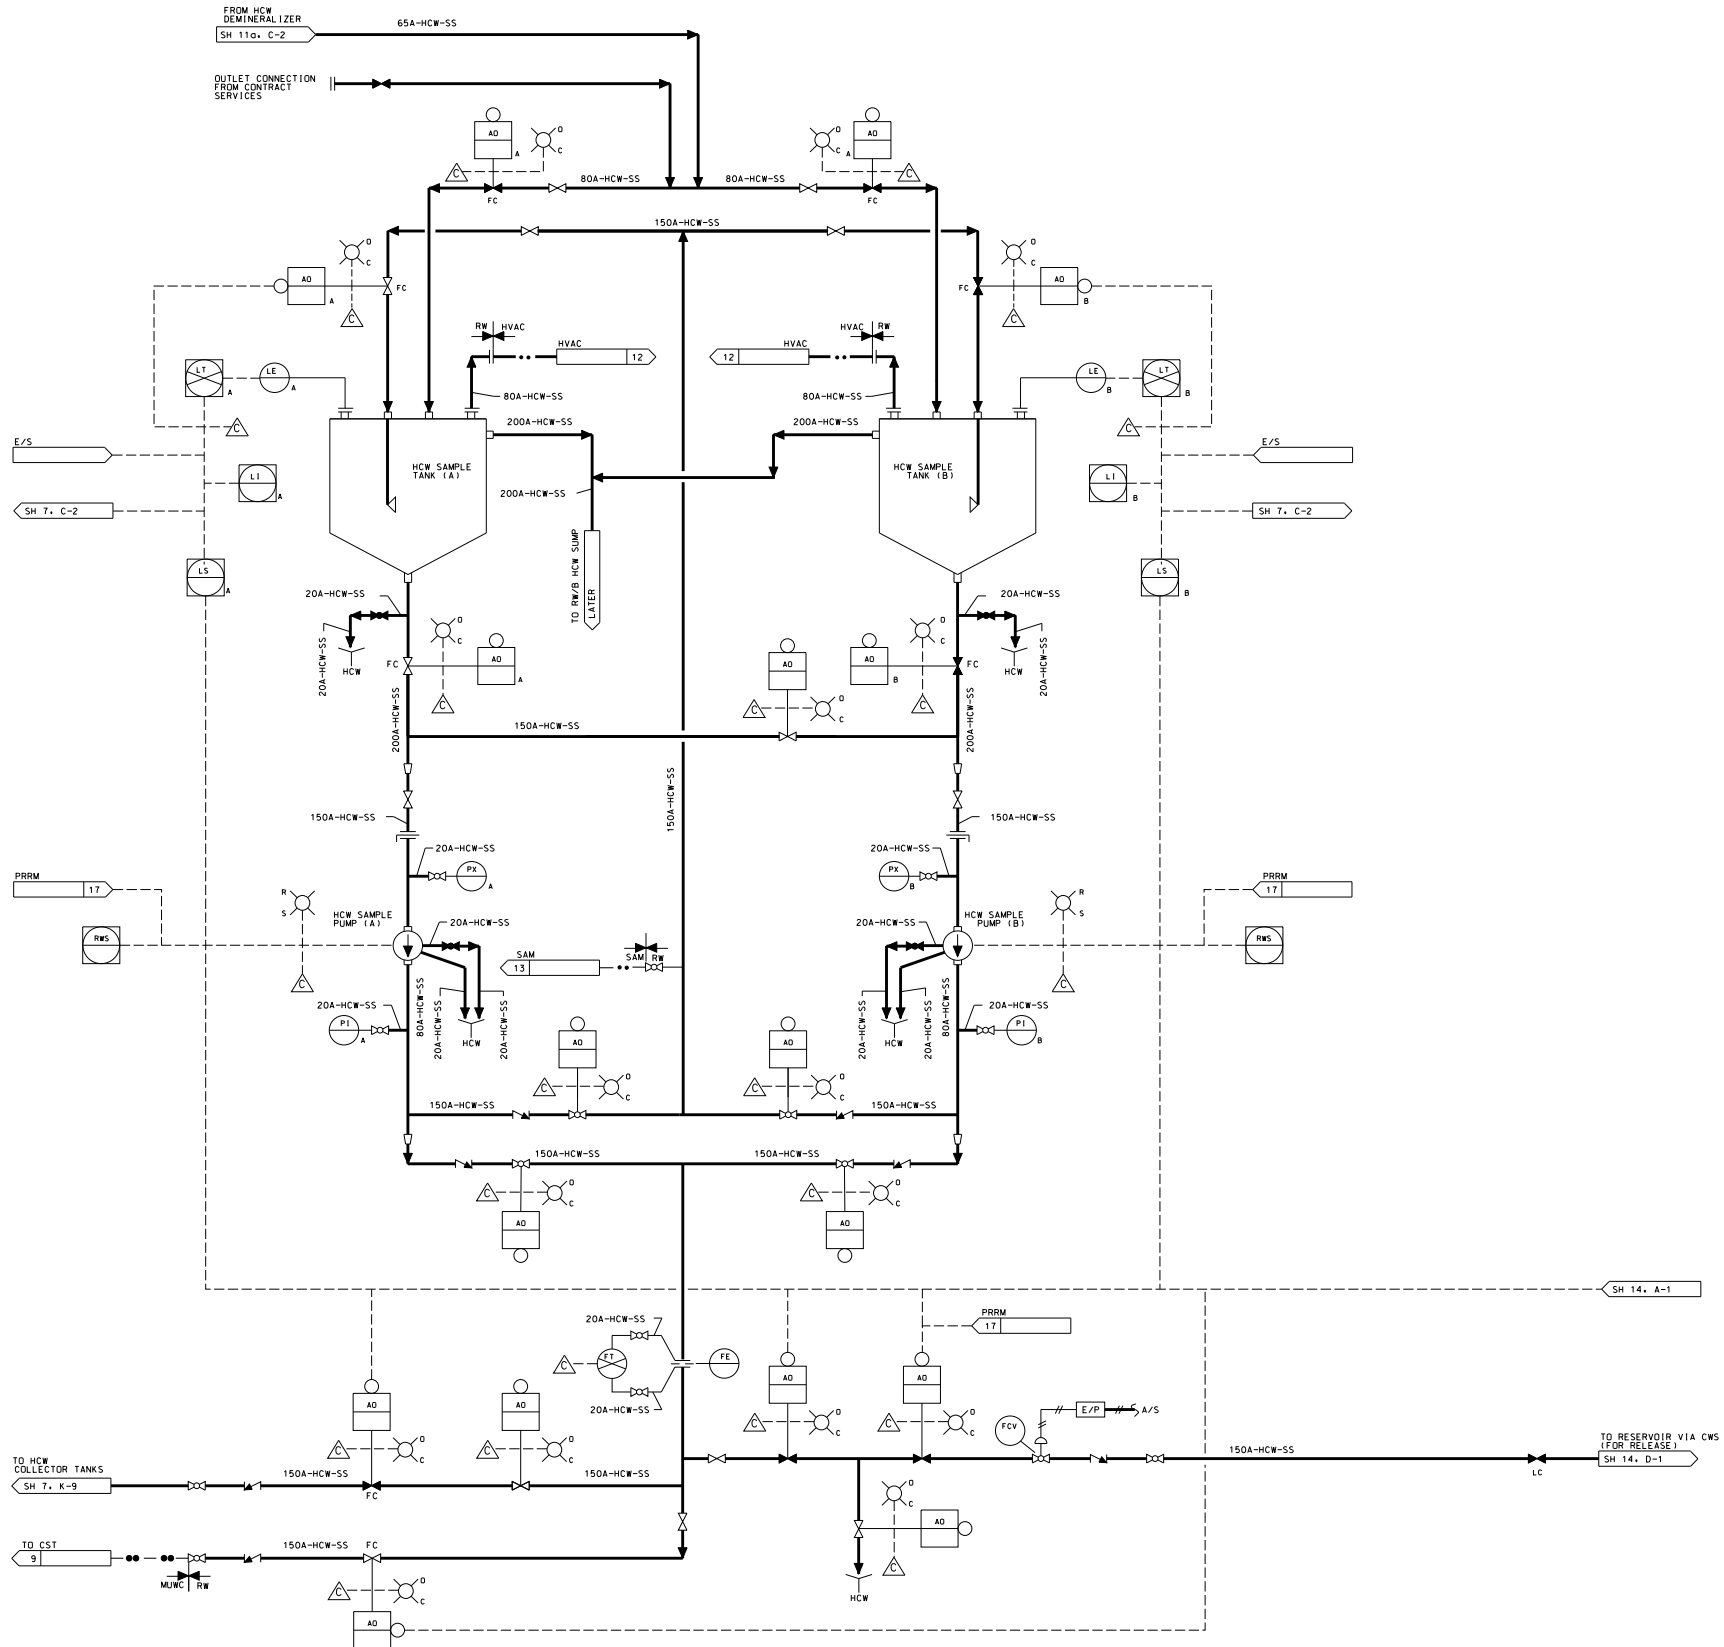 FROM HCW
DEMINERALIZER
SH 11a. C-2
65A-HCW-SS
OUTLET CONNECTION
FROM CONTRACT
SERVICES
AO
A
O
C
C
O
C
AO
A
C
80A-HCW-SS
80A-HCW-SS
FC
FC
150A-HCW-SS
O
C
AO
A
FC
C
O
C
FC
AO
B
C
RW
HVAC
HVAC
12
HVAC
RW
HVAC
12
LT
A
LE
A
80A-HCW-SS
80A-HCW-SS
LE
B
LT
B
C
200A-HCW-SS
200A-HCW-SS
C
E/S
E/S
HCW SAMPLE
TANK (A)
HCW SAMPLE
TANK (B)
LI
A
200A-HCW-SS
LI
B
SH 7. C-2
SH 7. C-2
TO RW/B HCW SUMP
LATER
LS
A
LS
B
20A-HCW-SS
20A-HCW-SS
20A-HCW-SS
HCW
O
C
AO
A
FC
C
AO
O
C
C
AO
B
O
C
C
FC
HCW
20A-HCW-SS
200A-HCW-SS
150A-HCW-SS
200A-HCW-SS
150A-HCW-SS
150A-HCW-SS
150A-HCW-SS
20A-HCW-SS
PX
A
20A-HCW-SS
PX
B
PRRM
17
PRRM
17
R
S
C
HCW SAMPLE
PUMP (A)
20A-HCW-SS
20A-HCW-SS
HCW SAMPLE
PUMP (B)
R
S
C
RWS
RWS
SAM
13
SAM
RW
20A-HCW-SS
PI
A
80A-HCW-SS
20A-HCW-SS
20A-HCW-SS
HCW
20A-HCW-SS
20A-HCW-SS
HCW
80A-HCW-SS
20A-HCW-SS
PI
B
AO
C
O
C
AO
C
O
C
150A-HCW-SS
150A-HCW-SS
150A-HCW-SS
150A-HCW-SS
C
O
C
AO
C
O
C
AO
SH 14. A-1
PRRM
17
20A-HCW-SS
C
FT
FE
20A-HCW-SS
AO
C
O
C
AO
C
O
C
AO
C
O
C
AO
C
O
C
FCV
E/P
A/S
TO RESERVOIR VIA CWS
(FOR RELEASE)
SH 14. D-1
150A-HCW-SS
LC
TO HCW
COLLECTOR TANKS
SH 7. K-9
150A-HCW-SS
FC
150A-HCW-SS
O
C
AO
C
HCW
TO CST
9
MUWC
RW
150A-HCW-SS
FC
C
O
C
AO